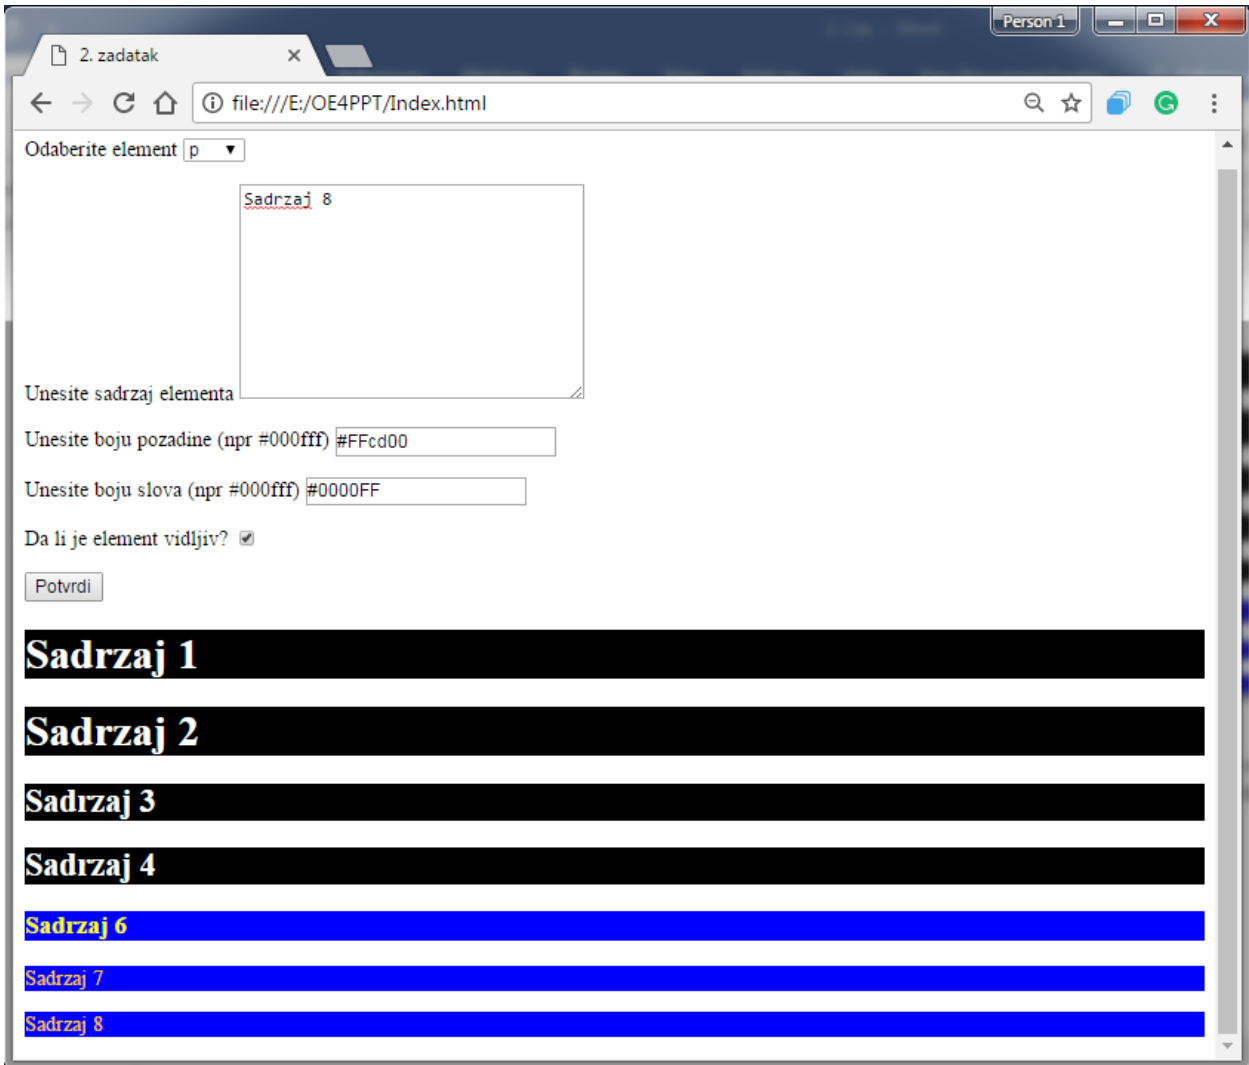 Person 1
2. zadatak
file:///E:/OE4PPT/Index.html
Odaberite element p
Sadrzaj 8
Unesite sadrzaj elementa
Unesite boju pozadine (npr #000fff) #FFcd00
Unesite boju slova (npr #000fff) #0000FF
Da li je element vidljiv?
Potvrdi
Sadrzaj 1
Sadrzaj 2
Sadrzaj 3
Sadrzaj 4
Sadrzaj 6
Sadrzaj 7
Sadrzaj 8